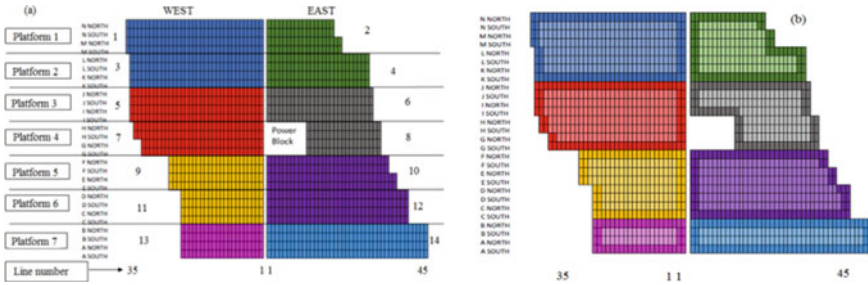 (a) WEST EAST
Platform 1
N NORTH
N SOUTH
M NORTH
M SOUTH
1
2
Platform 2
L NORTH
L SOUTH
K NORTH
K SOUTH
3
4
Platform 3
J NORTH
J SOUTH
I NORTH
I SOUTH
5
6
Platform 4
H NORTH
H SOUTH
G NORTH
G SOUTH
7
Power
Block
8
Platform 5
F NORTH
F SOUTH
E NORTH
E SOUTH
9
10
Platform 6
D NORTH
D SOUTH
C NORTH
C SOUTH
11
12
Platform 7
B NORTH
B SOUTH
A NORTH
A SOUTH
13
14
Line number 35 1 1 45
(b)
N NORTH
N SOUTH
M NORTH
M SOUTH
L NORTH
L SOUTH
K NORTH
K SOUTH
J NORTH
J SOUTH
I NORTH
I SOUTH
H NORTH
H SOUTH
G NORTH
G SOUTH
F NORTH
F SOUTH
E NORTH
E SOUTH
D NORTH
D SOUTH
C NORTH
C SOUTH
B NORTH
B SOUTH
A NORTH
A SOUTH
35 1 1 45